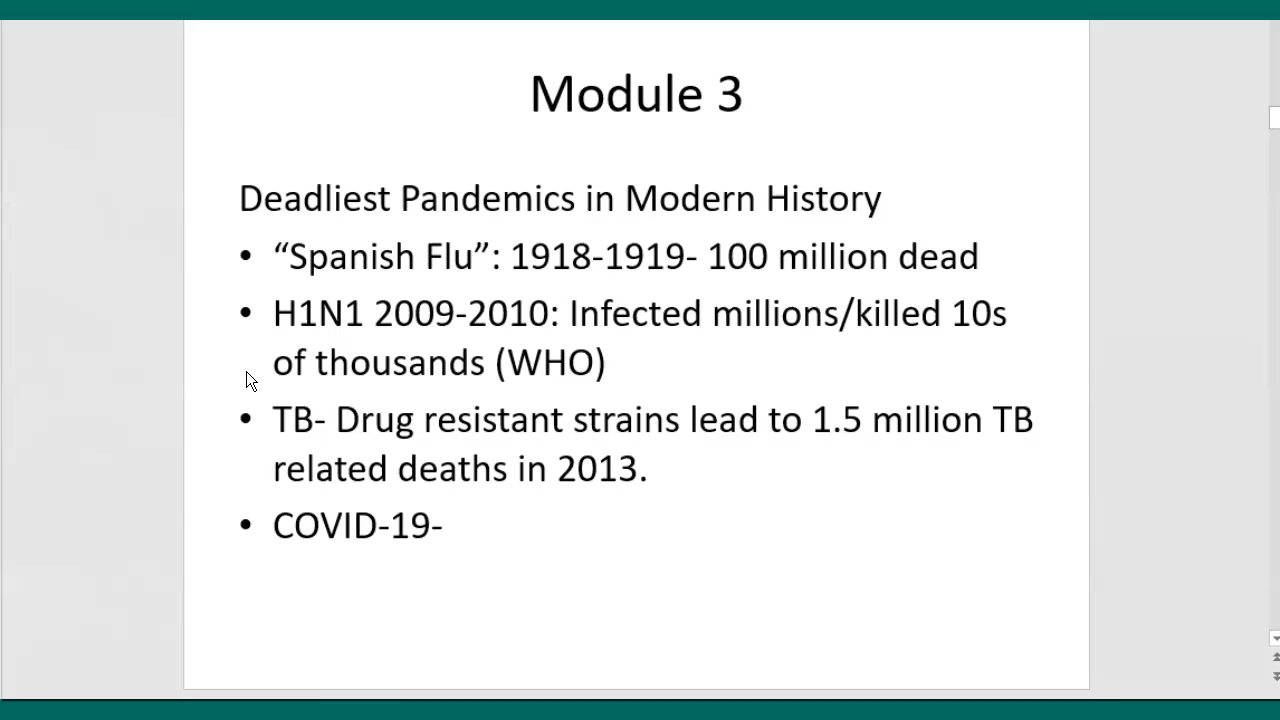 Module 3
Deadliest Pandemics in Modern History
• “Spanish Flu”: 1918-1919- 100 million dead
• H1N1 2009-2010: Infected millions/killed 10s
of thousands (WHO)
• TB- Drug resistant strains lead to 1.5 million TB
related deaths in 2013.
• COVID-19-